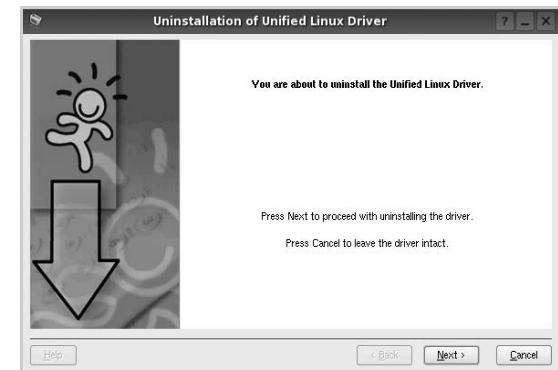 Uninstallation of Unified Linux Driver
You are about to uninstall the Unified Linux Driver.
Press Next to proceed with uninstalling the driver.
Press Cancel to leave the driver intact.
Help
< Back
Next >
Cancel